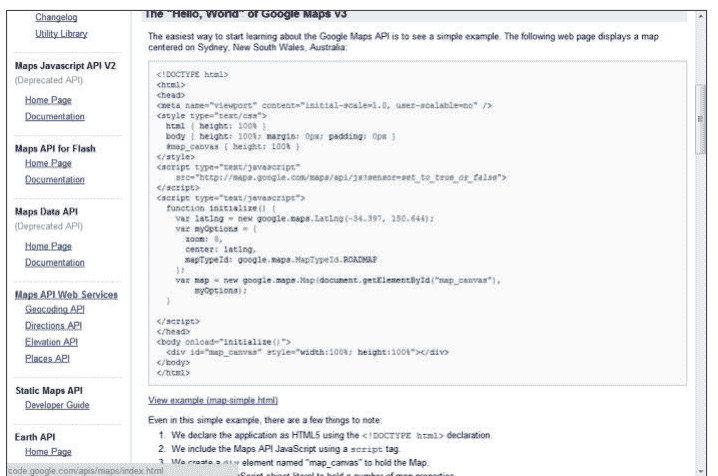 Changelog
Utility Library
Maps Javascript API V2
(Deprecated API)
Home Page
Documentation
Maps API for Flash
Home Page
Documentation
Maps Data API
(Deprecated API)
Home Page
Documentation
Maps API Web Services
Geocoding API
Directions API
Elevation API
Places API
Static Maps API
Developer Guide
Earth API
Home Page
code.google.com/apis/maps/index.html
The "Hello, World" of Google Maps v3
The easiest way to start learning about the Google Maps API is to see a simple example. The following web page displays a map
centered on Sydney, New South Wales, Australia:
<!DOCTYPE html>
<html>
<head>
<meta name="viewport" content="initial-scale=1.0, user-scalable=no" />
<style type="text/css">
  html { height: 100% }
  body { height: 100%; margin: 0px; padding: 0px }
  #map_canvas { height: 100% }
</style>
<script type="text/javascript"
    src="http://maps.google.com/maps/api/js?sensor=set_to_true_or_false">
</script>
<script type="text/javascript">
  function initialize() {
    var latlng = new google.maps.LatLng(-34.397, 150.644);
    var myOptions = {
      zoom: 8,
      center: latlng,
      mapTypeId: google.maps.MapTypeId.ROADMAP
    };
    var map = new google.maps.Map(document.getElementById("map_canvas"),
        myOptions);
  }
</script>
</head>
<body onload="initialize()">
  <div id="map_canvas" style="width:100%; height:100%"></div>
</body>
</html>
View example (map-simple.html)
Even in this simple example, there are a few things to note:
1. We declare the application as HTML5 using the <!DOCTYPE html> declaration.
2. We include the Maps API JavaScript using a script tag.
3. We create a div element named "map_canvas" to hold the Map.